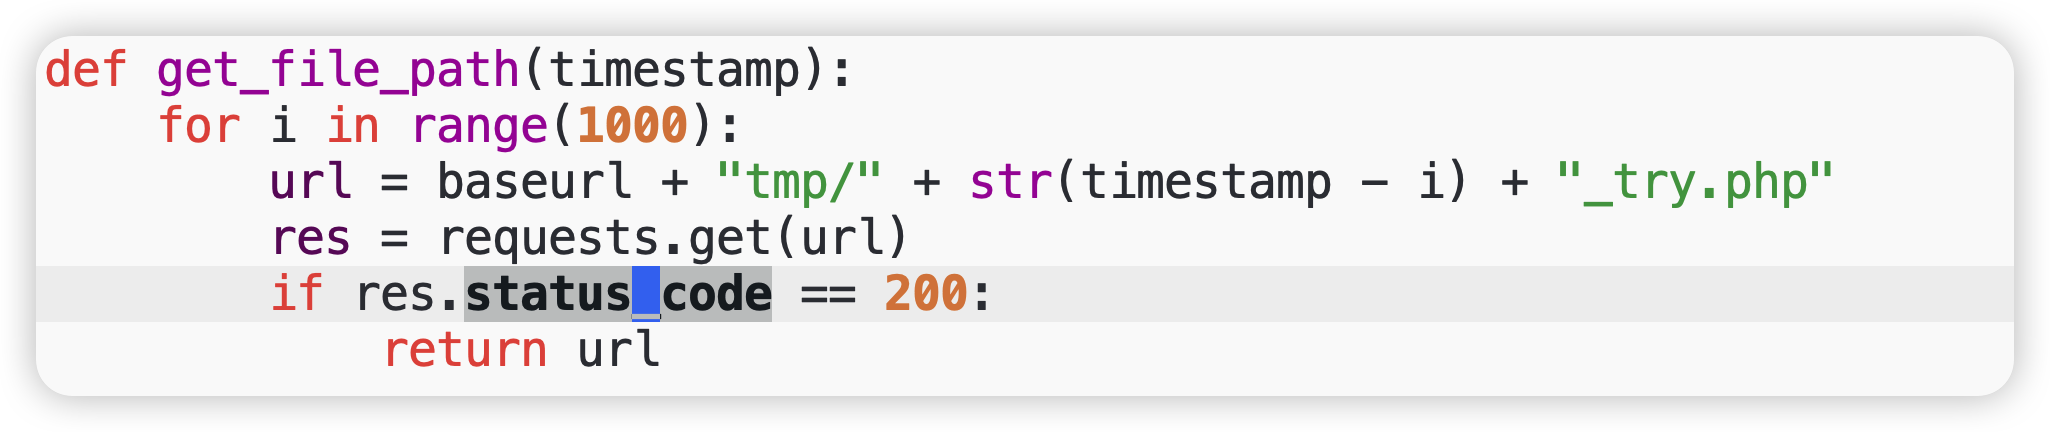 def get_file_path(timestamp):
    for i in range(1000):
        url = baseurl + "tmp/" + str(timestamp - i) + "_try.php"
        res = requests.get(url)
        if res.status_code == 200:
            return url